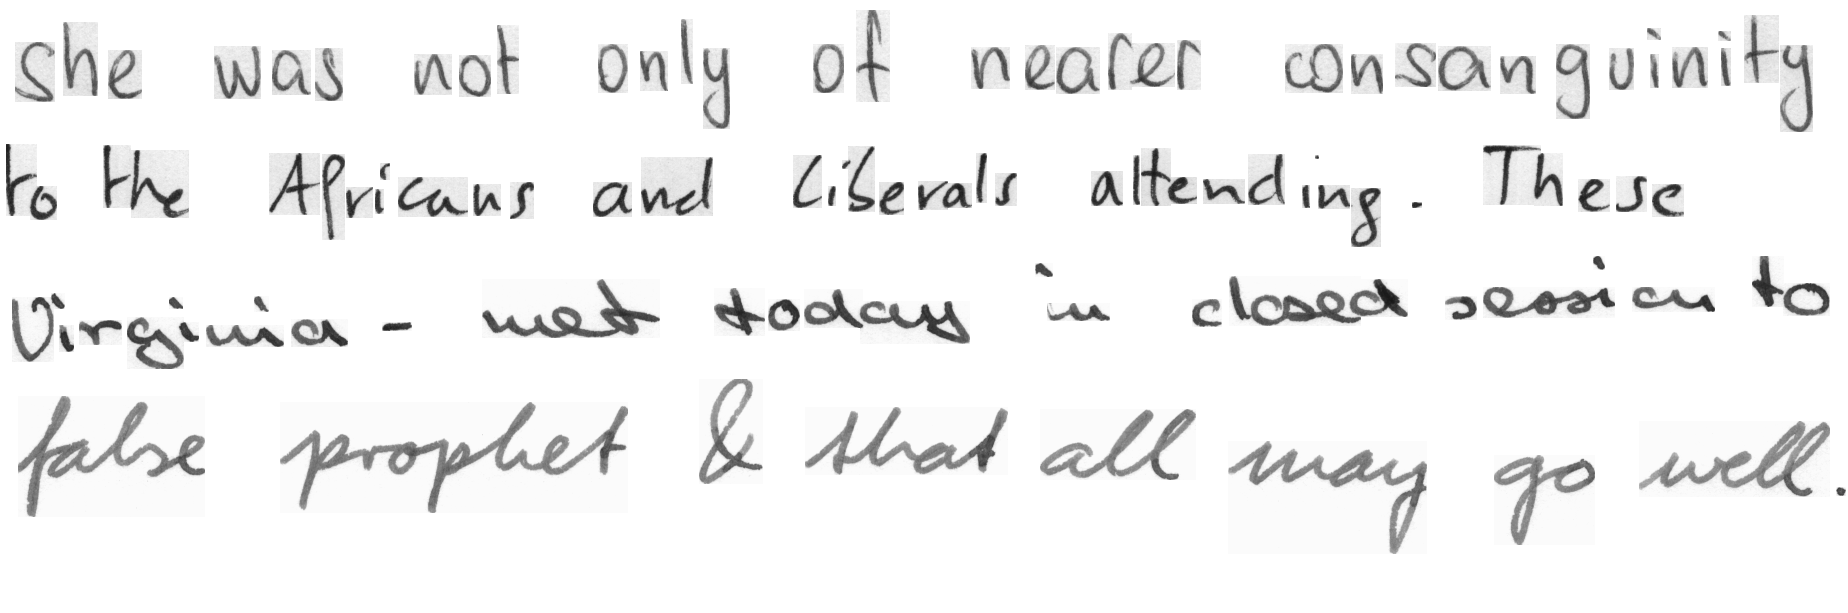 she was not only of nearer consanguinity
to the Africans and Liberals attending. These
Virginia - met today in closed session to
false prophet & that all may go well.